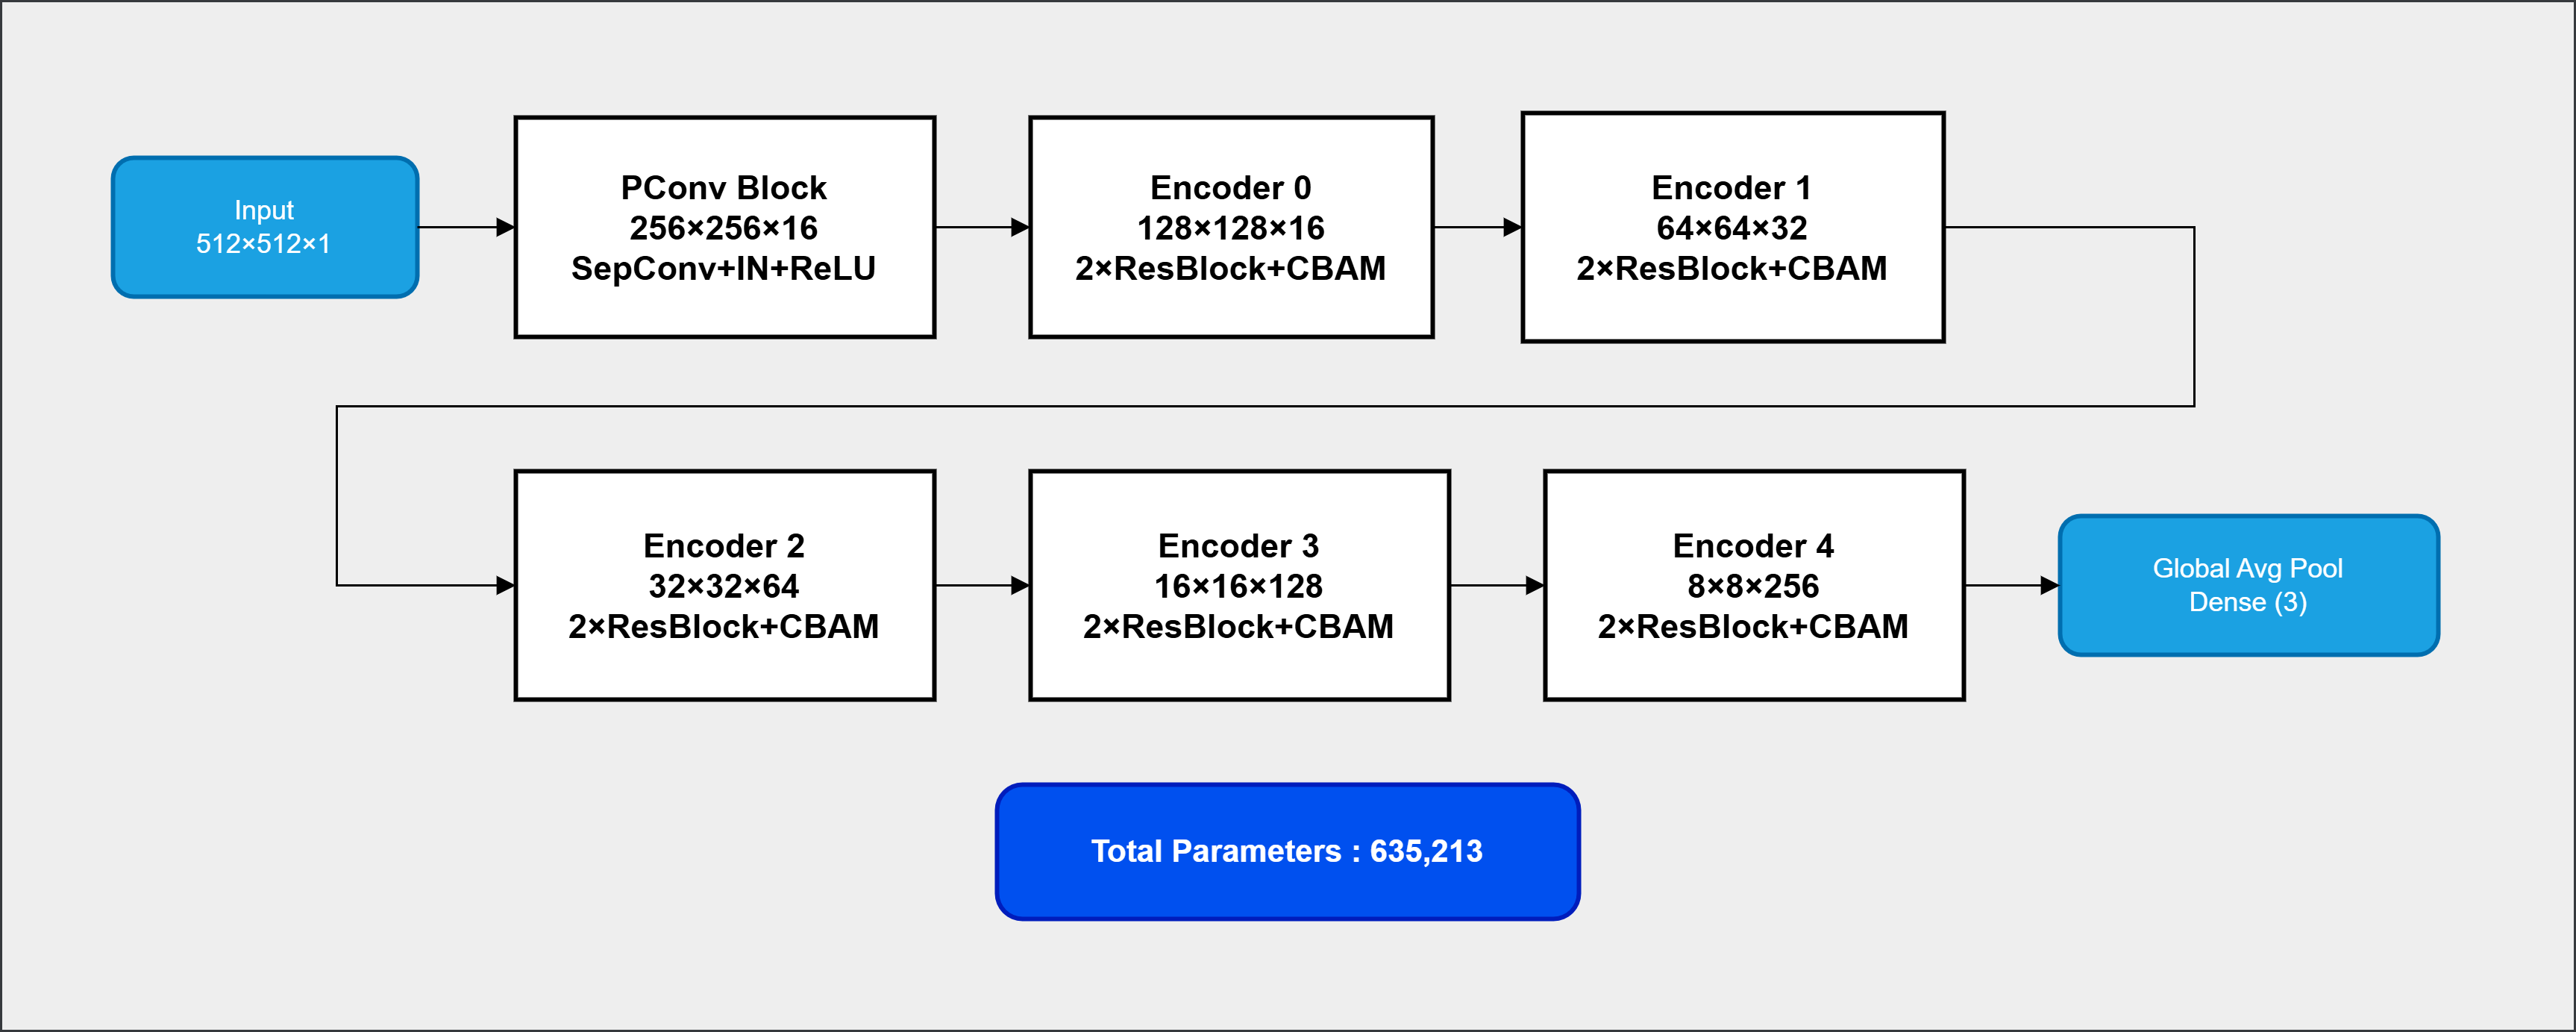 Input
512×512×1
PConv Block
256×256×16
SepConv+IN+ReLU
Encoder 0
128×128×16
2×ResBlock+CBAM
Encoder 1
64×64×32
2×ResBlock+CBAM
Encoder 2
32×32×64
2×ResBlock+CBAM
Encoder 3
16×16×128
2×ResBlock+CBAM
Encoder 4
8×8×256
2×ResBlock+CBAM
Global Avg Pool
Dense (3)
Total Parameters : 635,213